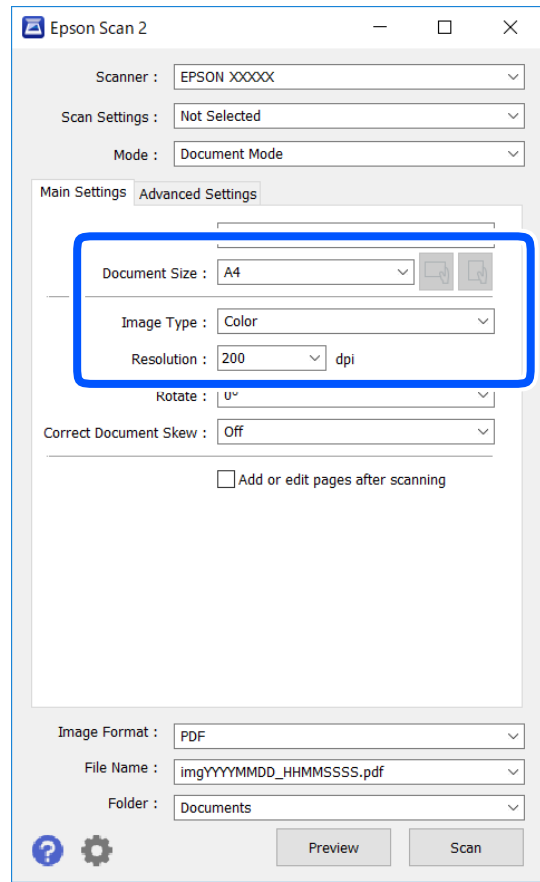 Epson Scan 2
Scanner : EPSON XXXXX
Scan Settings : Not Selected
Mode : Document Mode
Main Settings Advanced Settings
Document Size : A4
Image Type : Color
Resolution : 200 dpi
Rotate : 0°
Correct Document Skew : Off
Add or edit pages after scanning
Image Format : PDF
File Name : imgYYYYMMDD_HHMMSSSS.pdf
Folder : Documents
? Preview Scan